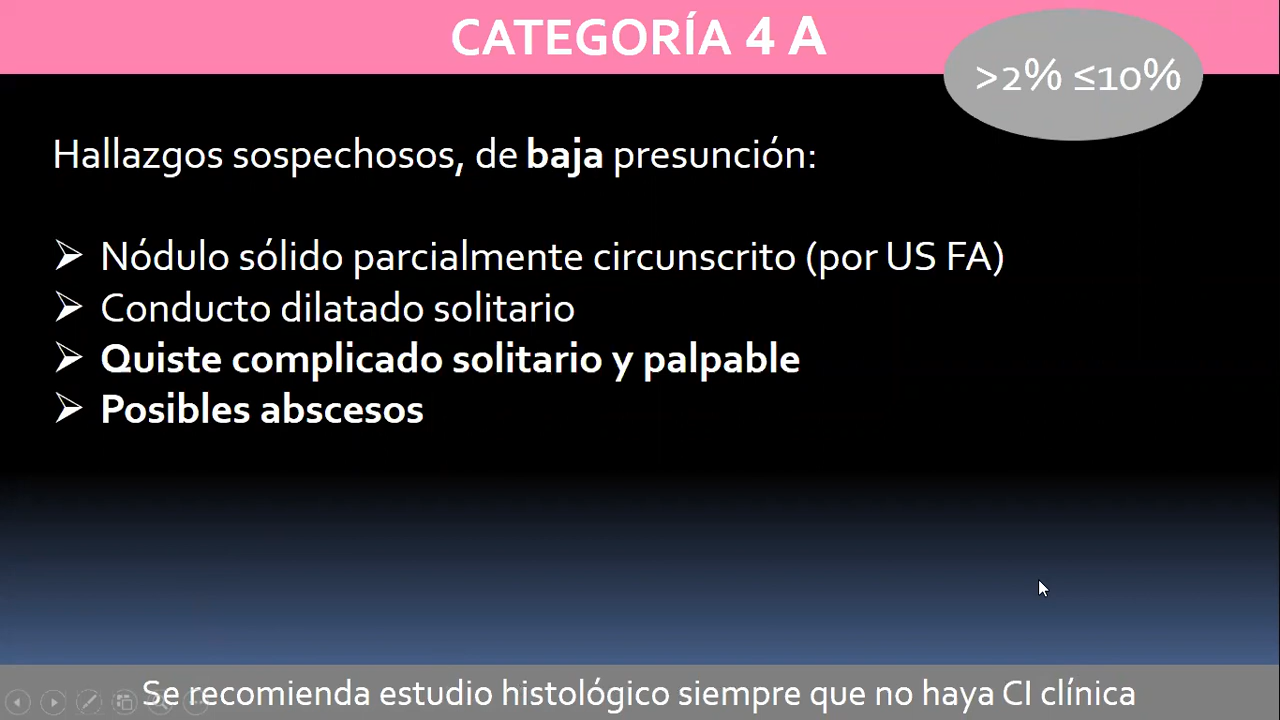 CATEGORÍA 4 A
>2% ≤10%
Hallazgos sospechosos, de baja presunción:
Nódulo sólido parcialmente circunscrito (por US FA)
Conducto dilatado solitario
Quiste complicado solitario y palpable
Posibles abscesos
Se recomienda estudio histológico siempre que no haya CI clínica